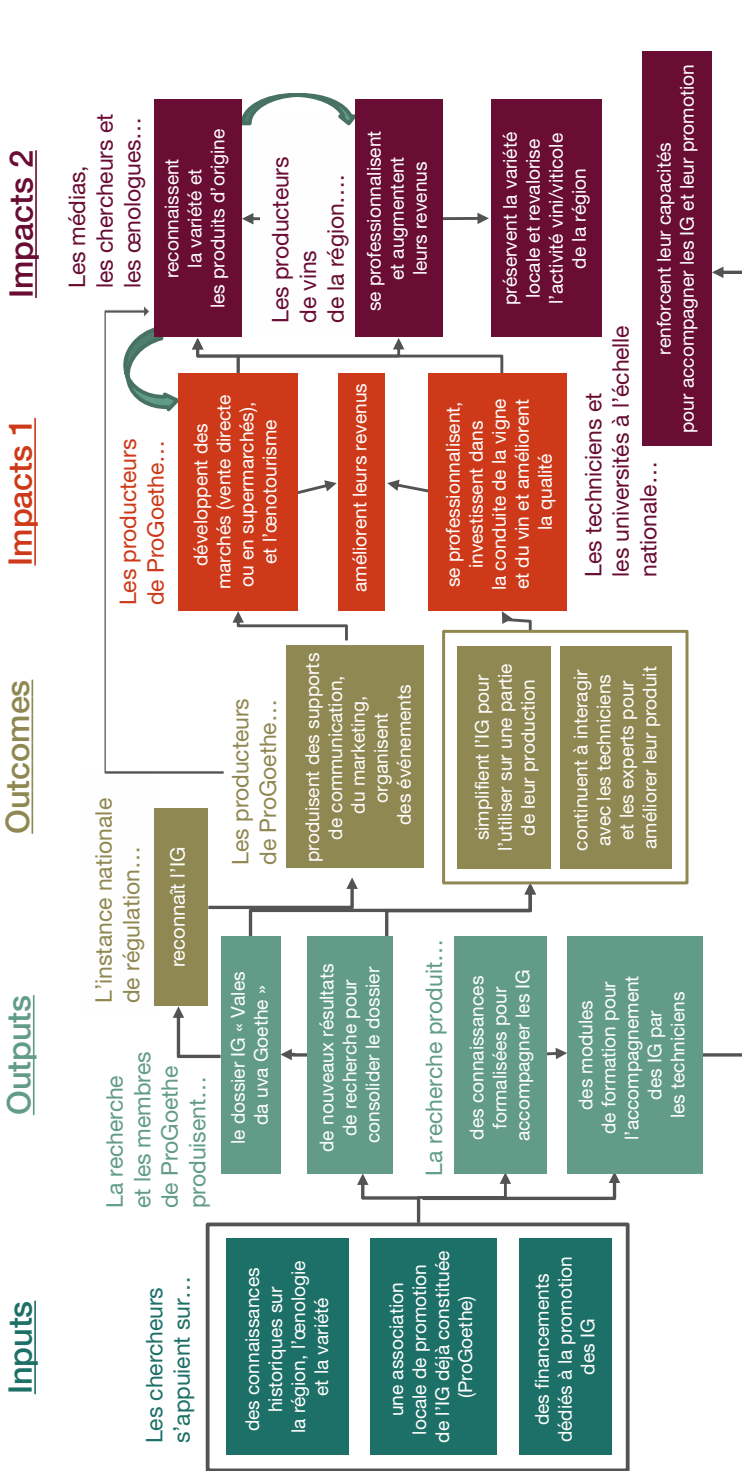 Inputs
Les chercheurs
s'appuient sur…
des connaissances
historiques sur
la région, l'œnologie
et la variété
une association
locale de promotion
de l'IG déjà constituée
(ProGoethe)
des financements
dédiés à la promotion
des IG
Outputs
La recherche
et les membres
de ProGoethe
produisent…
le dossier IG « Vales
da uva Goethe »
de nouveaux résultats
de recherche pour
consolider le dossier
La recherche produit…
des connaissances
formalisées pour
accompagner les IG
des modules
de formation pour
l'accompagnement
des IG par
les techniciens
Outcomes
L'instance nationale
de régulation…
reconnaît l'IG
Les producteurs
de ProGoethe…
produisent des supports
de communication,
du marketing,
organisent
des événements
simplifient l'IG pour
l'utiliser sur une partie
de leur production
continuent à interagir
avec les techniciens
et les experts pour
améliorer leur produit
Impacts 1
Les producteurs
de ProGoethe…
développent des
marchés (vente directe
ou en supermarchés),
et l'œnotourisme
améliorent leurs revenus
se professionnalisent,
investissent dans
la conduite de la vigne
et du vin et améliorent
la qualité
Impacts 2
Les médias,
les chercheurs et
les œnologues…
reconnaissent
la variété et
les produits d'origine
Les producteurs
de vins
de la région….
se professionnalisent
et augmentent
leurs revenus
préservent la variété
locale et revalorise
l'activité vini/viticole
de la région
Les techniciens et
les universités à l'échelle
nationale…
renforcent leur capacités
pour accompagner les IG et leur promotion